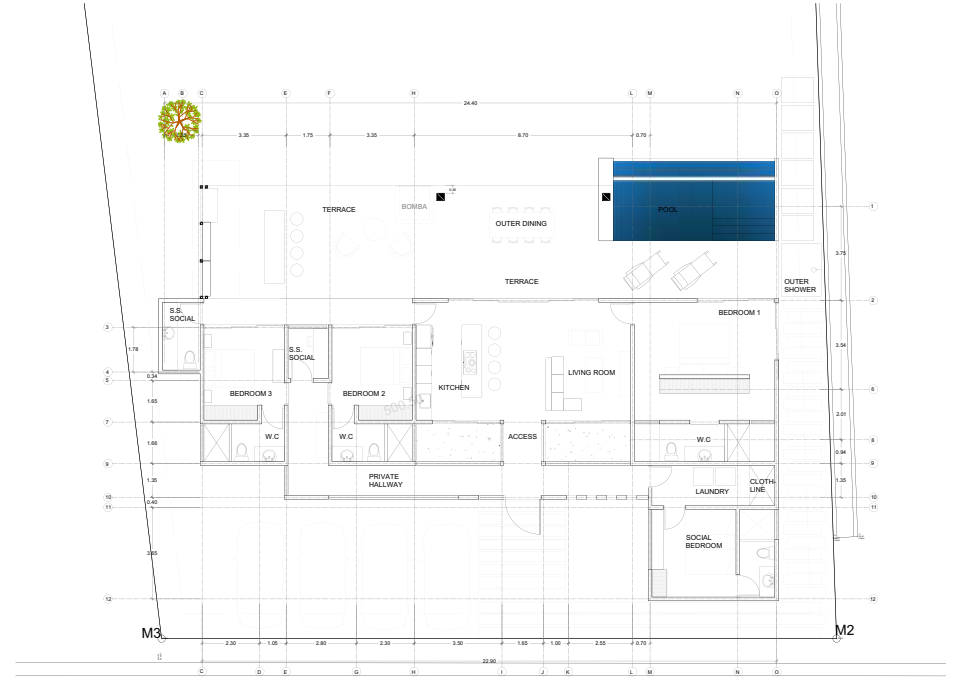 A B C E F H L M N O
24.40
3.35 1.75 3.35 8.70 0.70
TERRACE
BOMBA
0.30
OUTER DINING
POOL
1
3.75
TERRACE
OUTER
SHOWER
2
S.S.
SOCIAL
BEDROOM 1
3
1.78
S.S.
SOCIAL
3.54
4
0.34
5
LIVING ROOM
KITCHEN
BEDROOM 3
BEDROOM 2
6
1.65
2.01
7
W.C
W.C
ACCESS
W.C
8
1.66
0.94
9
9
PRIVATE
HALLWAY
1.35
CLOTH-
LINE
LAUNDRY
1.35
10
10
0.40
11
11
SOCIAL
BEDROOM
3.65
12
12
M3
M2
2.30 1.05 2.80 2.30 3.50 1.65 1.00 2.55 0.70
22.90
C D E G H I J K L M N O